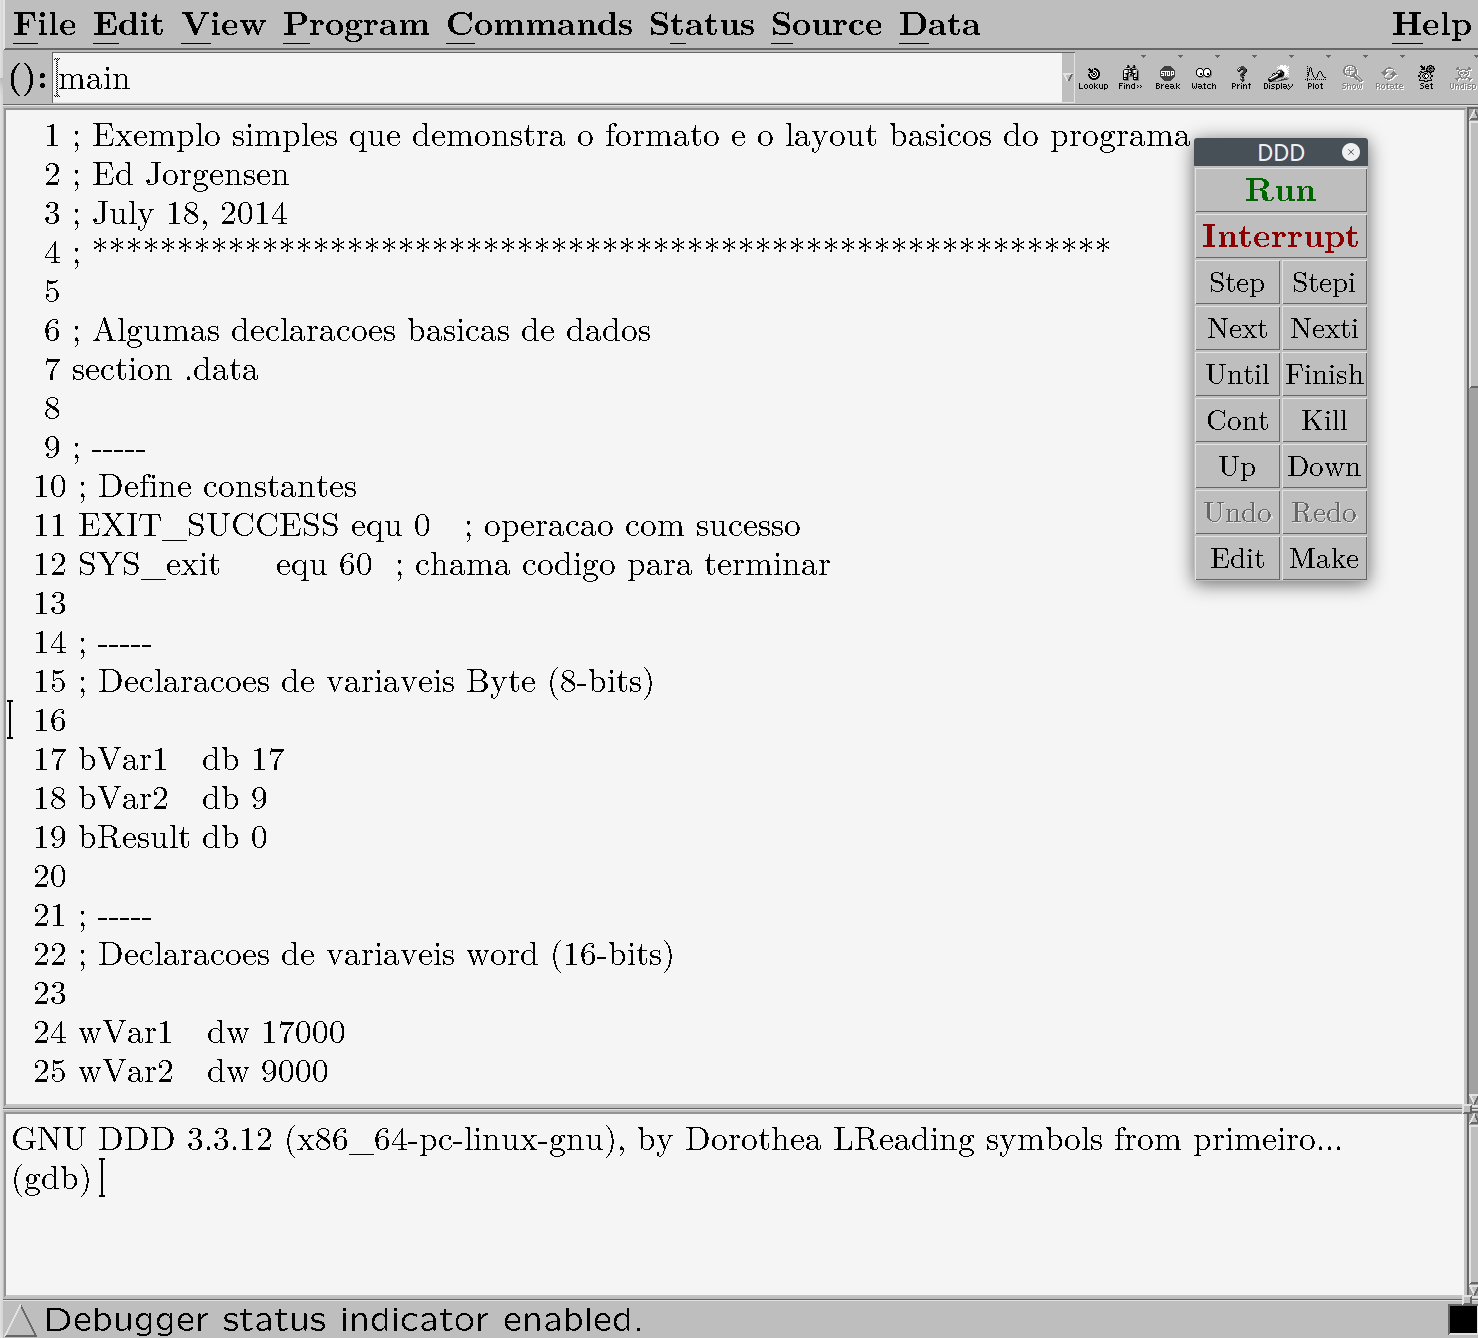 File Edit View Program Commands Status Source Data Help
(): main
Lookup Find>> Break Watch Print Display Plot Show Rotate Set Undisp
1 ; Exemplo simples que demonstra o formato e o layout basicos do programa
2 ; Ed Jorgensen
3 ; July 18, 2014
4 ; *************************************************************
5
6 ; Algumas declaracoes basicas de dados
7 section .data
8
9 ; -----
10 ; Define constantes
11 EXIT_SUCCESS equ 0 ; operacao com sucesso
12 SYS_exit equ 60 ; chama codigo para terminar
13
14 ; -----
15 ; Declaracoes de variaveis Byte (8-bits)
16
17 bVar1 db 17
18 bVar2 db 9
19 bResult db 0
20
21 ; -----
22 ; Declaracoes de variaveis word (16-bits)
23
24 wVar1 dw 17000
25 wVar2 dw 9000
DDD
Run
Interrupt
Step Stepi
Next Nexti
Until Finish
Cont Kill
Up Down
Undo Redo
Edit Make
GNU DDD 3.3.12 (x86_64-pc-linux-gnu), by Dorothea LReading symbols from primeiro...
(gdb)
Debugger status indicator enabled.